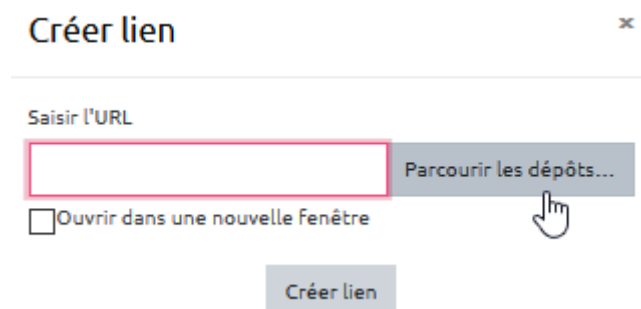 Créer lien
×
Saisir l'URL
Parcourir les dépôts...
Ouvrir dans une nouvelle fenêtre
Créer lien